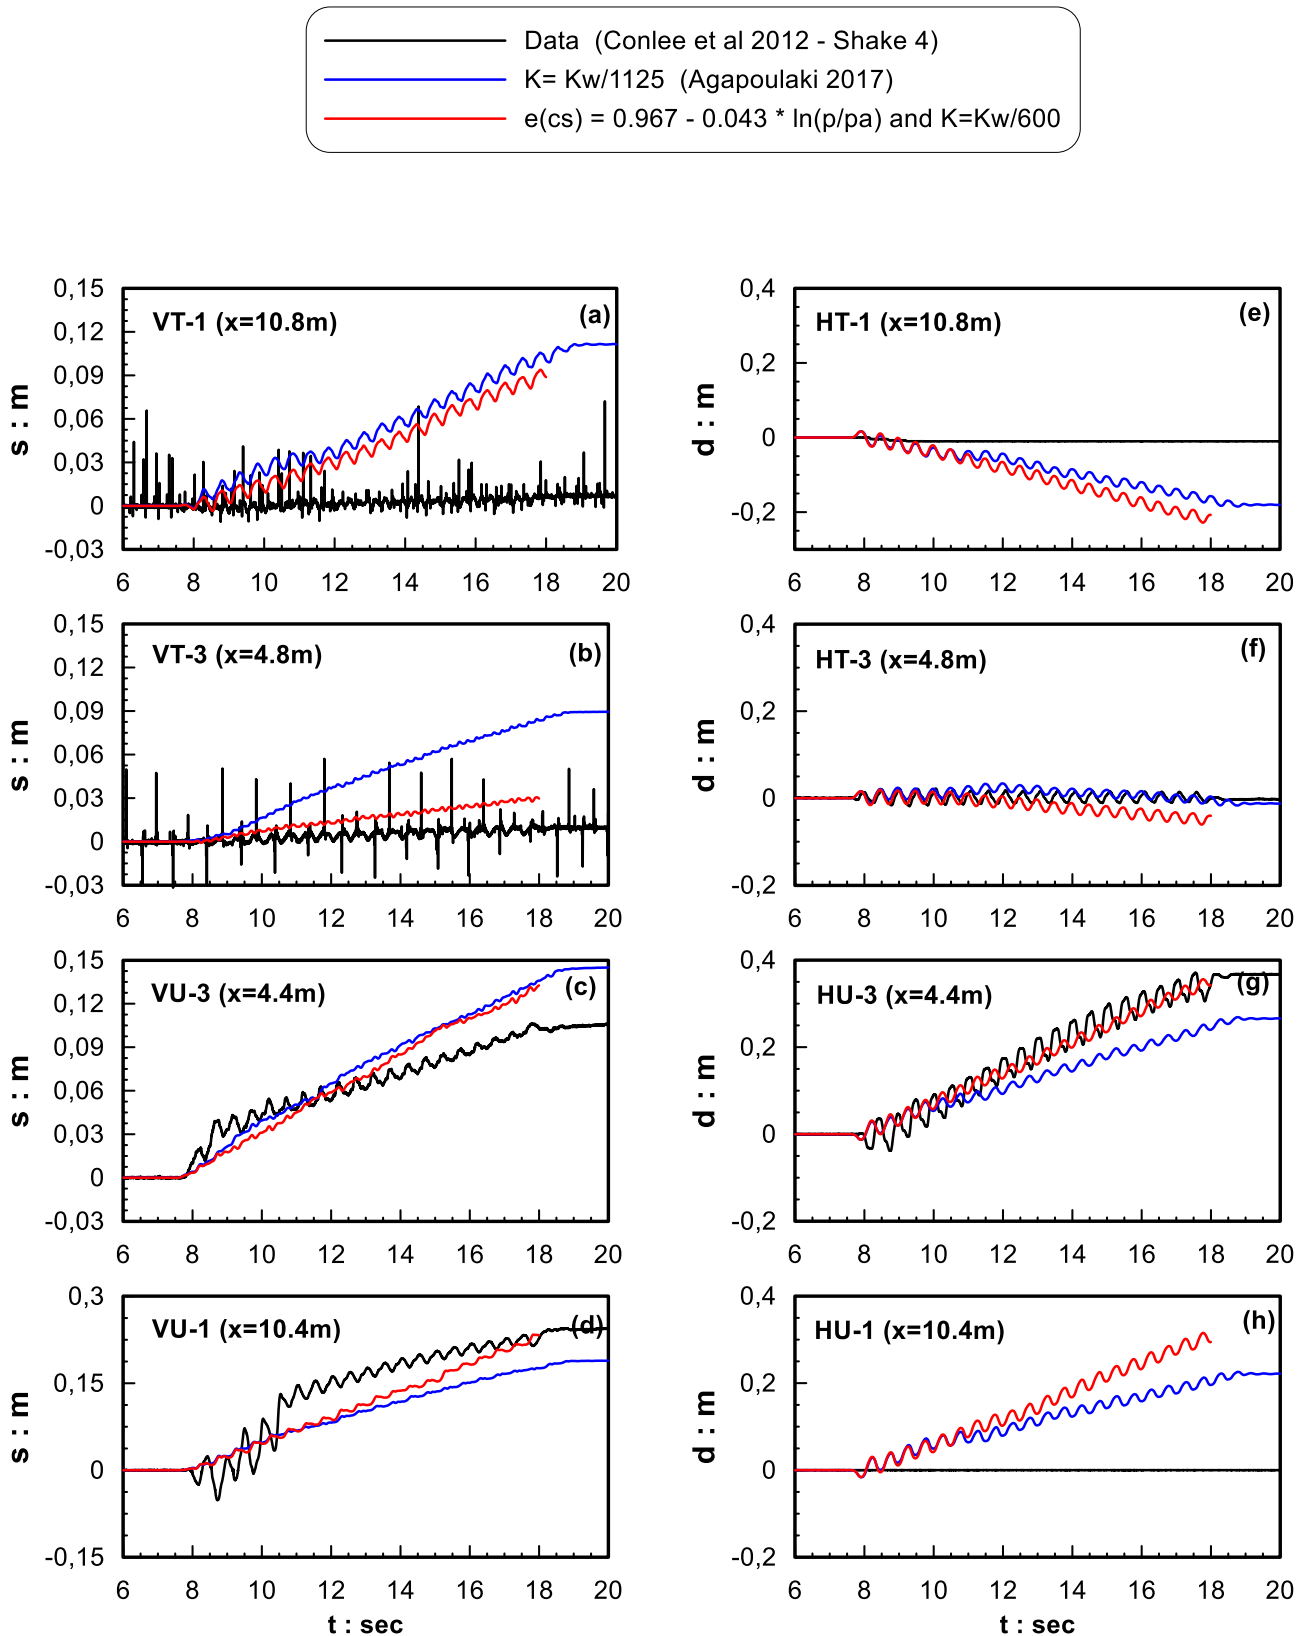 Data  (Conlee et al 2012 - Shake 4)
K= Kw/1125  (Agapoulaki 2017)
e(cs) = 0.967 - 0.043 * ln(p/pa) and K=Kw/600
VT-1 (x=10.8m)
(a)
s : m
0,15
0,12
0,09
0,06
0,03
0
-0,03
6 8 10 12 14 16 18 20
HT-1 (x=10.8m)
(e)
d : m
0,4
0,2
0
-0,2
6 8 10 12 14 16 18 20
VT-3 (x=4.8m)
(b)
s : m
0,15
0,12
0,09
0,06
0,03
0
-0,03
6 8 10 12 14 16 18 20
HT-3 (x=4.8m)
(f)
d : m
0,4
0,2
0
-0,2
6 8 10 12 14 16 18 20
VU-3 (x=4.4m)
(c)
s : m
0,15
0,12
0,09
0,06
0,03
0
-0,03
6 8 10 12 14 16 18 20
HU-3 (x=4.4m)
(g)
d : m
0,4
0,2
0
-0,2
6 8 10 12 14 16 18 20
VU-1 (x=10.4m)
(d)
s : m
0,3
0,15
0
-0,15
6 8 10 12 14 16 18 20
t : sec
HU-1 (x=10.4m)
(h)
d : m
0,4
0,2
0
-0,2
6 8 10 12 14 16 18 20
t : sec